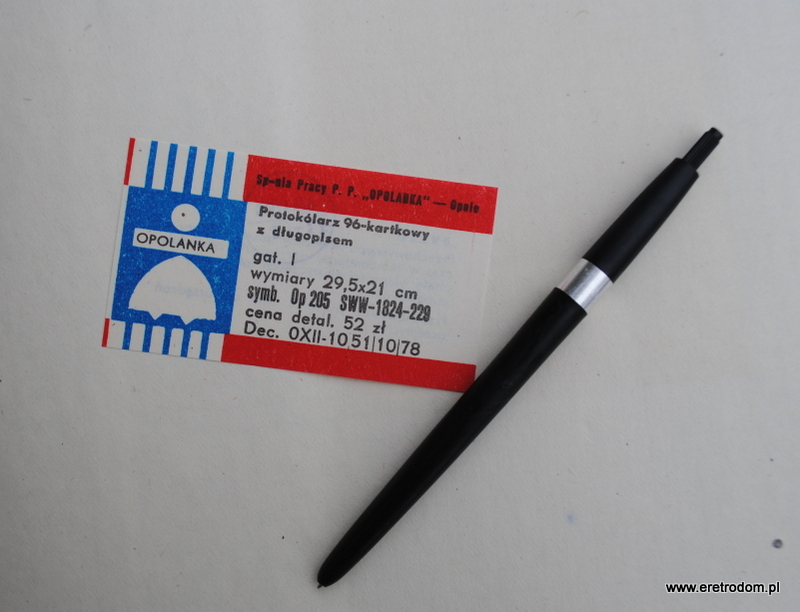 OPOLANKA
Sp-nia Pracy P. P. „OPOLANKA" — Opole
Protokólarz 96-kartkowy
z długopisem
gat. I
wymiary 29,5x21 cm
symb. Op 205 SWW-1824-229
cena detal. 52 zł
Dec. OXII-10|51|10|78
www.eretrodom.pl